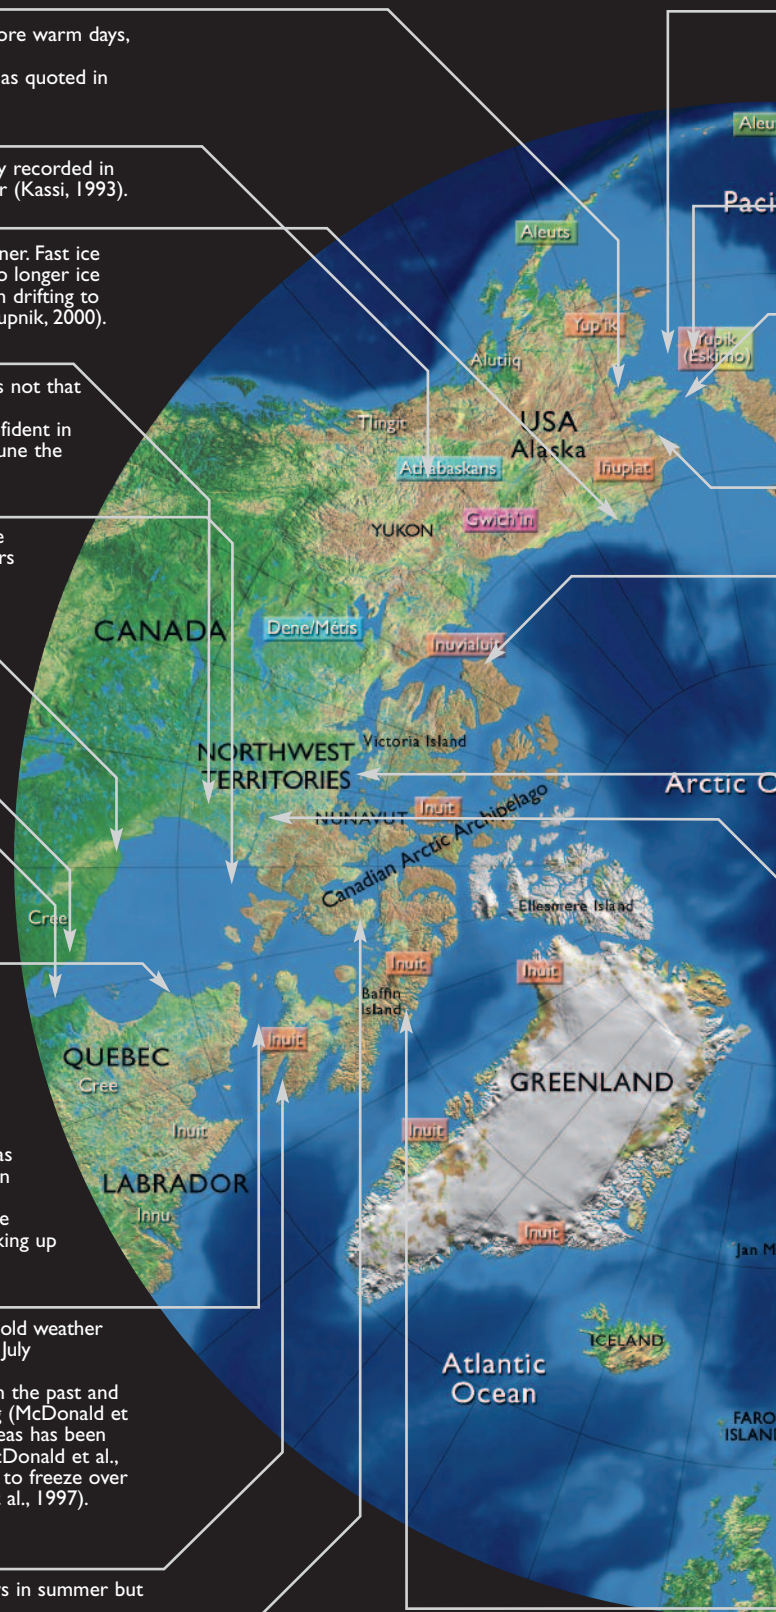 ore warm days,
as quoted in
y recorded in
r (Kassi, 1993).
ner. Fast ice
o longer ice
n drifting to
upnik, 2000).
s not that
fident in
une the
e
rs
as
n
e
king up
old weather
July
n the past and
g (McDonald et
eas has been
cDonald et al.,
to freeze over
t al., 1997).
rs in summer but
Aleu
Paci
Aleuts
Yup'ik
Yupik
(Eskimo)
Alutiiq
Tlingit
USA
Alaska
Athabaskans
Iñupiat
Gwich'in
YUKON
CANADA
Dene/Métis
Inuvialuit
Victoria Island
NORTHWEST
TERRITORIES
Arctic O
NUNAVUT
Inuit
Canadian Arctic Archipelago
Ellesmere Island
Cree
Inuit
Inuit
Baffin
Island
QUEBEC
Cree
Inuit
GREENLAND
Inuit
Inuit
LABRADOR
Innu
Inuit
Jan M
ICELAND
Atlantic
Ocean
FARO
ISLAN